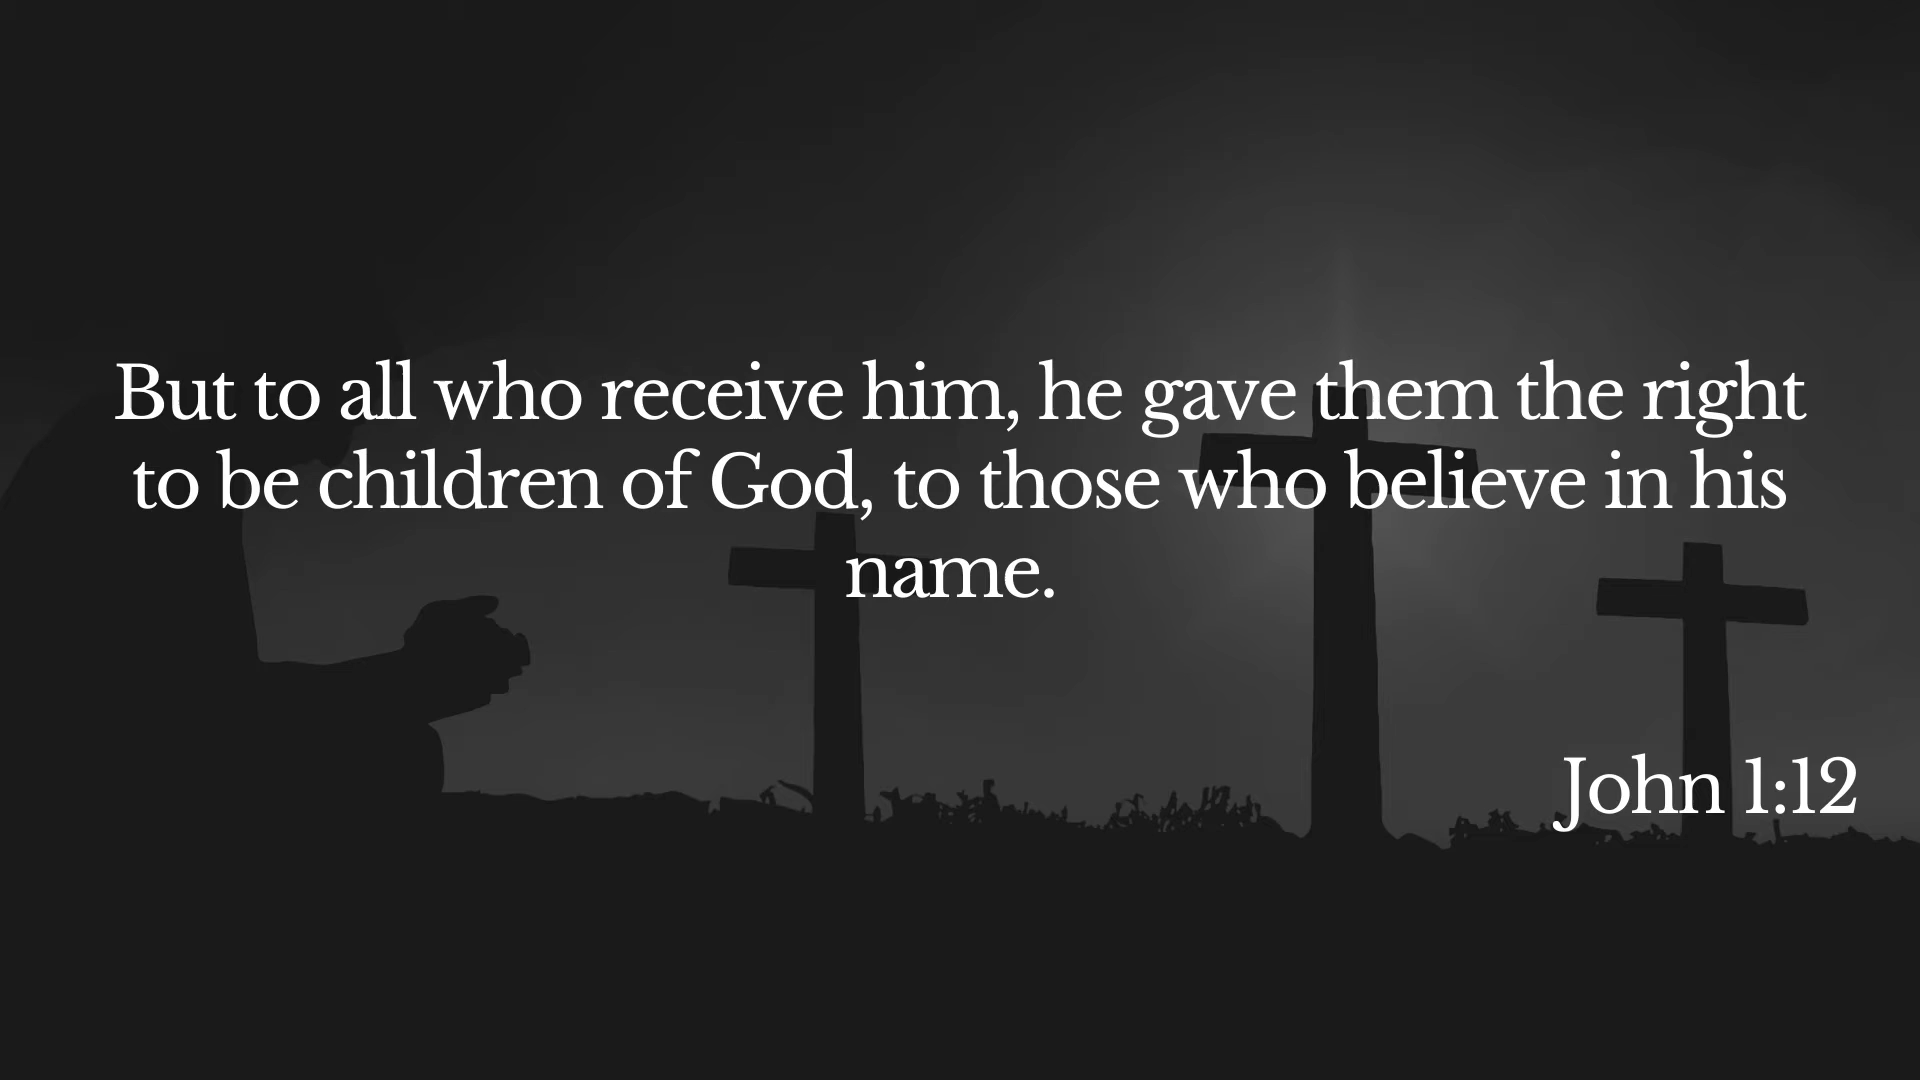 But to all who receive him, he gave them the right
to be children of God, to those who believe in his
name.
John 1:12